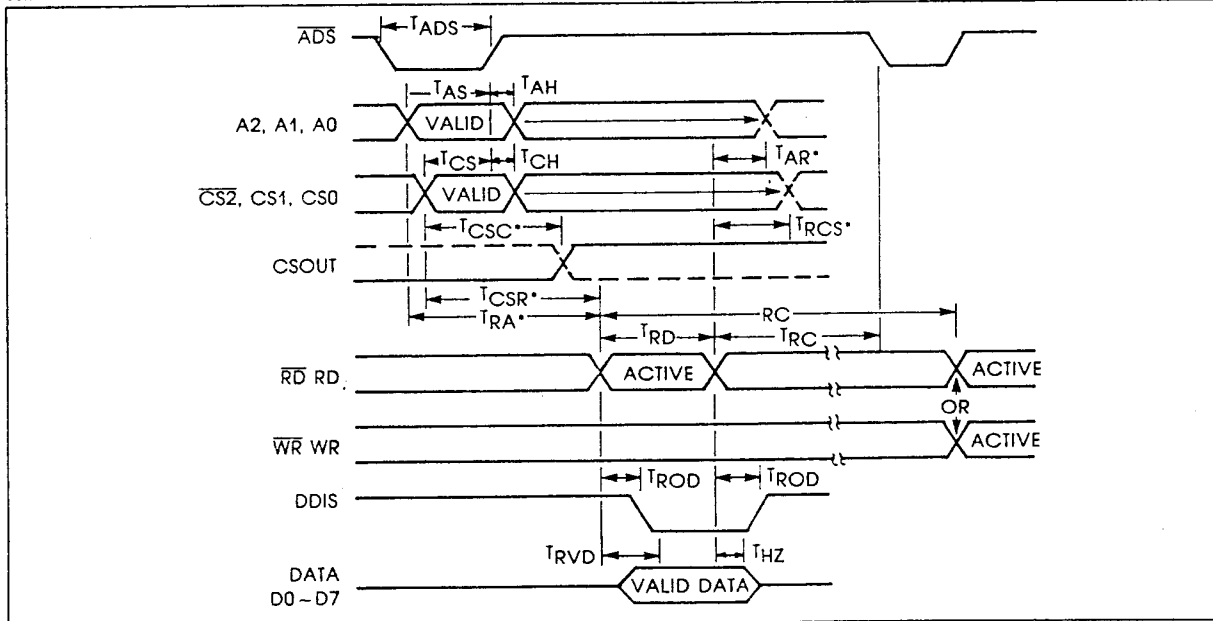 ADS
TADS
TAS TAH
A2, A1, A0 VALID
TAR*
TCS TCH
CS2, CS1, CS0 VALID
TCSC* TRCS*
CSOUT
TCSR*
TRA* RC
TRD TRC
RD RD ACTIVE ACTIVE
OR
WR WR ACTIVE
TROD TROD
DDIS
TRVD THZ
DATA
D0~D7 VALID DATA